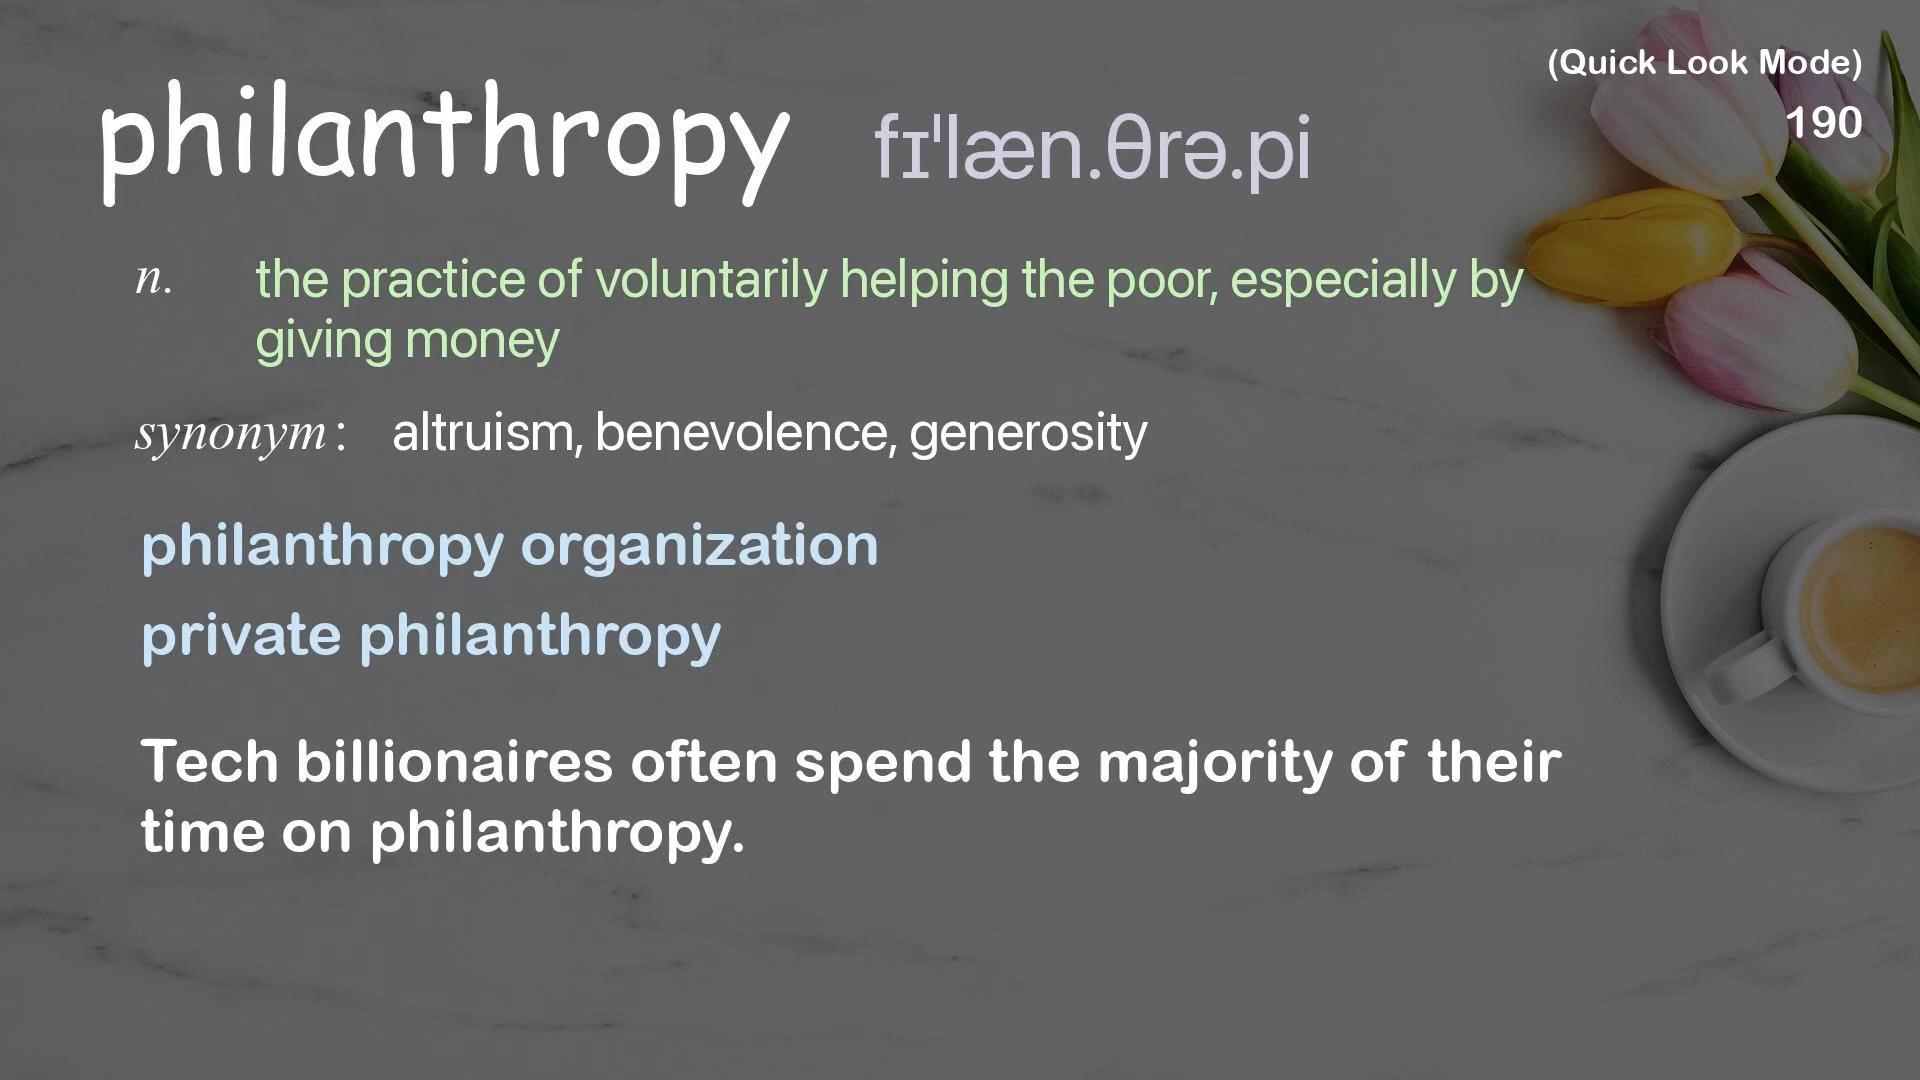 (Quick Look Mode)
190
philanthropy fɪˈlæn.θrə.pi
n. the practice of voluntarily helping the poor, especially by
giving money
synonym: altruism, benevolence, generosity
philanthropy organization
private philanthropy
Tech billionaires often spend the majority of their
time on philanthropy.